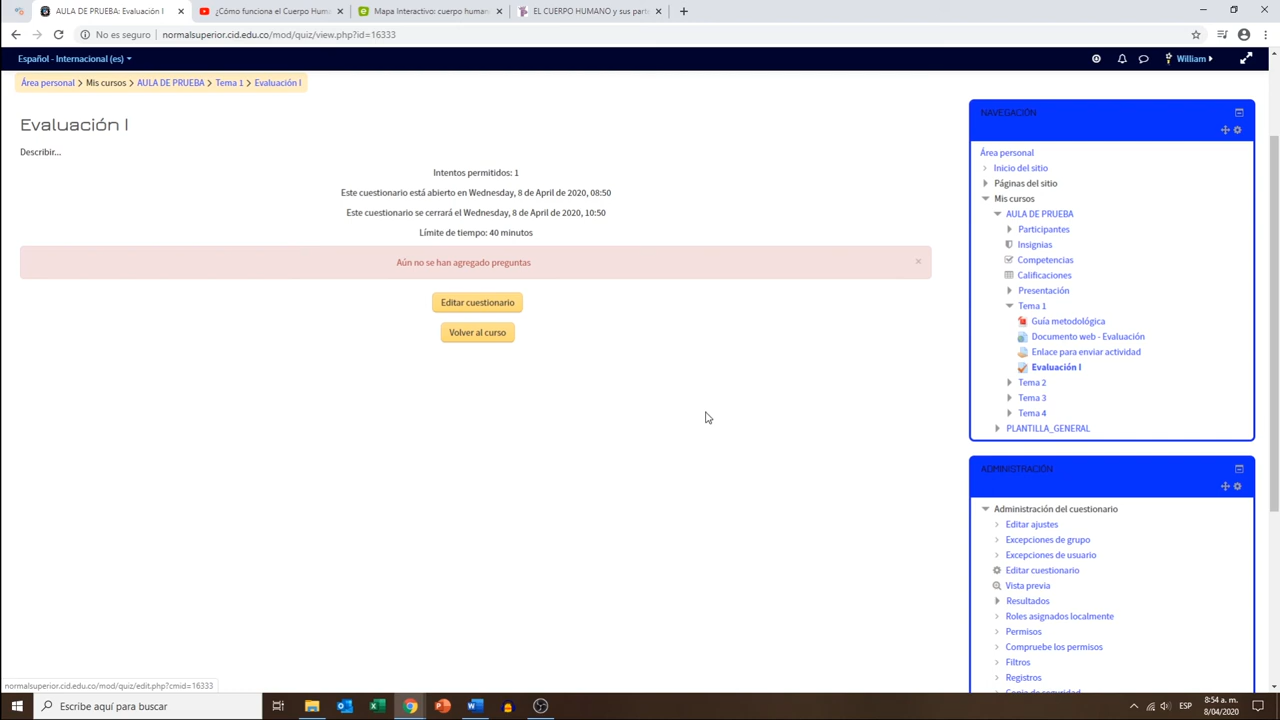 AULA DE PRUEBA: Evaluación I
¿Cómo funciona el Cuerpo Hum
Mapa Interactivo: cuerpo human
EL CUERPO HUMANO y sus part
No es seguro
normalsuperior.cid.edu.co/mod/quiz/view.php?id=16333
Español - Internacional (es)
William
Área personal > Mis cursos > AULA DE PRUEBA > Tema 1 > Evaluación I
Evaluación I
Describir...
Intentos permitidos: 1
Este cuestionario está abierto en Wednesday, 8 de April de 2020, 08:50
Este cuestionario se cerrará el Wednesday, 8 de April de 2020, 10:50
Límite de tiempo: 40 minutos
Aún no se han agregado preguntas
×
Editar cuestionario
Volver al curso
NAVEGACIÓN
Área personal
Inicio del sitio
Páginas del sitio
Mis cursos
AULA DE PRUEBA
Participantes
Insignias
Competencias
Calificaciones
Presentación
Tema 1
Guía metodológica
Documento web - Evaluación
Enlace para enviar actividad
Evaluación I
Tema 2
Tema 3
Tema 4
PLANTILLA_GENERAL
ADMINISTRACIÓN
Administración del cuestionario
Editar ajustes
Excepciones de grupo
Excepciones de usuario
Editar cuestionario
Vista previa
Resultados
Roles asignados localmente
Permisos
Compruebe los permisos
Filtros
Registros
Copia de seguridad
normalsuperior.cid.edu.co/mod/quiz/edit.php?cmid=16333
Escribe aquí para buscar
8:54 a. m.
8/04/2020